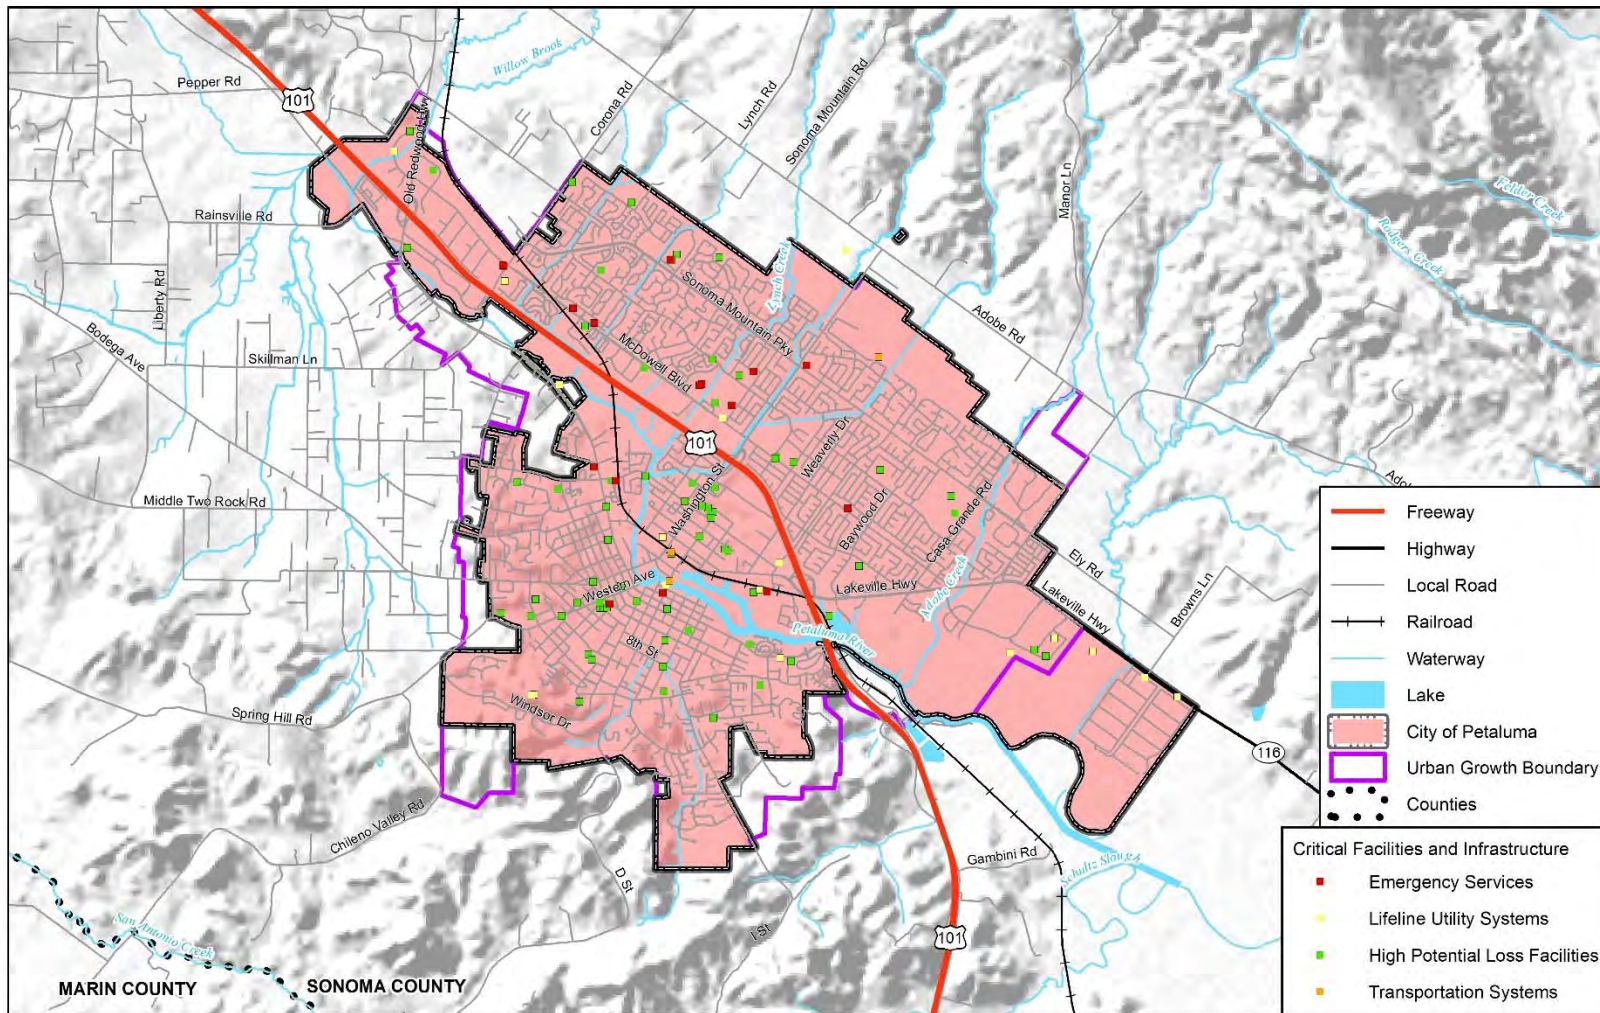 Willow Brook
Pepper Rd
101
Old Redwood Hwy
Corona Rd
Lynch Rd
Sonoma Mountain Rd
Manor Ln
Felder Creek
Rodgers Creek
Rainsville Rd
Liberty Rd
Lynch Creek
Sonoma Mountain Pky
Adobe Rd
Bodega Ave
Skillman Ln
McDowell Blvd
101
Weaverly Dr
Washington St
Middle Two Rock Rd
Baywood Dr
Casa Grande Rd
Ado
Ely Rd
Browns Ln
Western Ave
Lakeville Hwy
Adobe Creek
Lakeville Hwy
Petaluma River
8th St
Windsor Dr
Spring Hill Rd
116
Chileno Valley Rd
D St
I St
Gambini Rd
Schultz Slough
101
San Antonio Creek
MARIN COUNTY
SONOMA COUNTY
Freeway
Highway
Local Road
Railroad
Waterway
Lake
City of Petaluma
Urban Growth Boundary
Counties
Critical Facilities and Infrastructure
Emergency Services
Lifeline Utility Systems
High Potential Loss Facilities
Transportation Systems